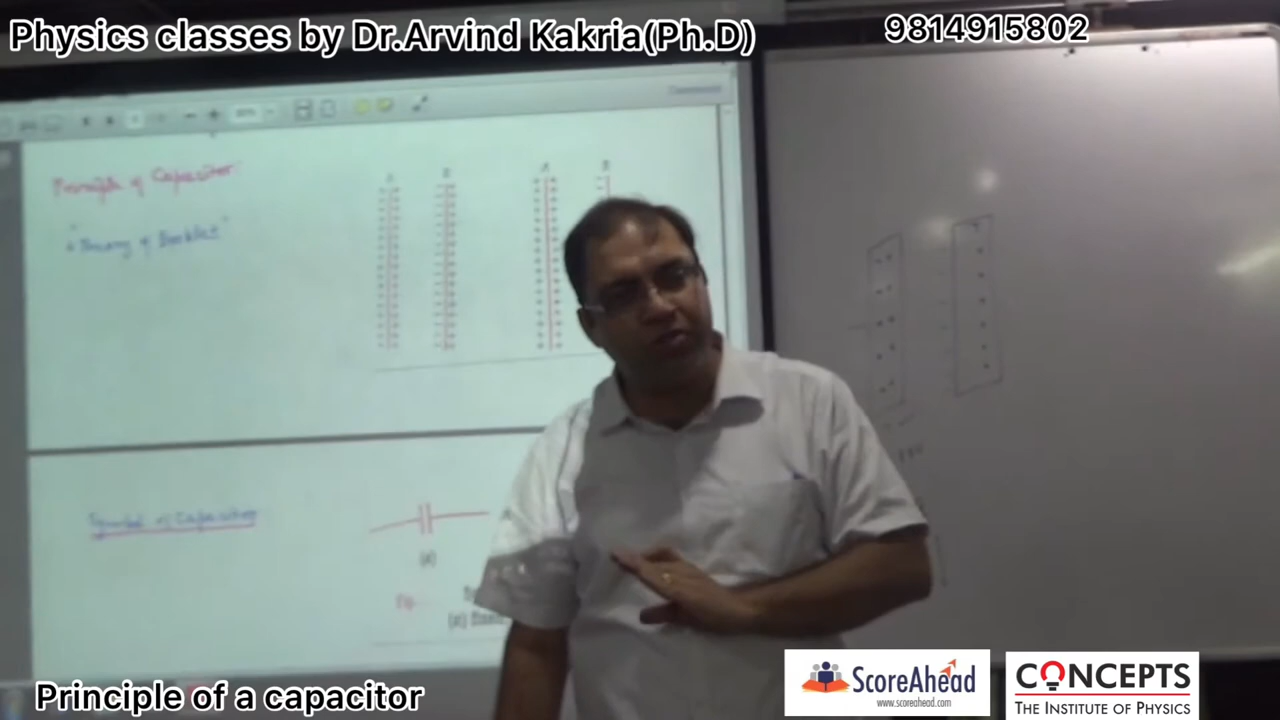 Physics classes by Dr.Arvind Kakria(Ph.D)
9814915802
Principle of Capacitor
Symbol of Capacitor
(a)
Principle of a capacitor
ScoreAhead
www.scoreahead.com
CONCEPTS
THE INSTITUTE OF PHYSICS